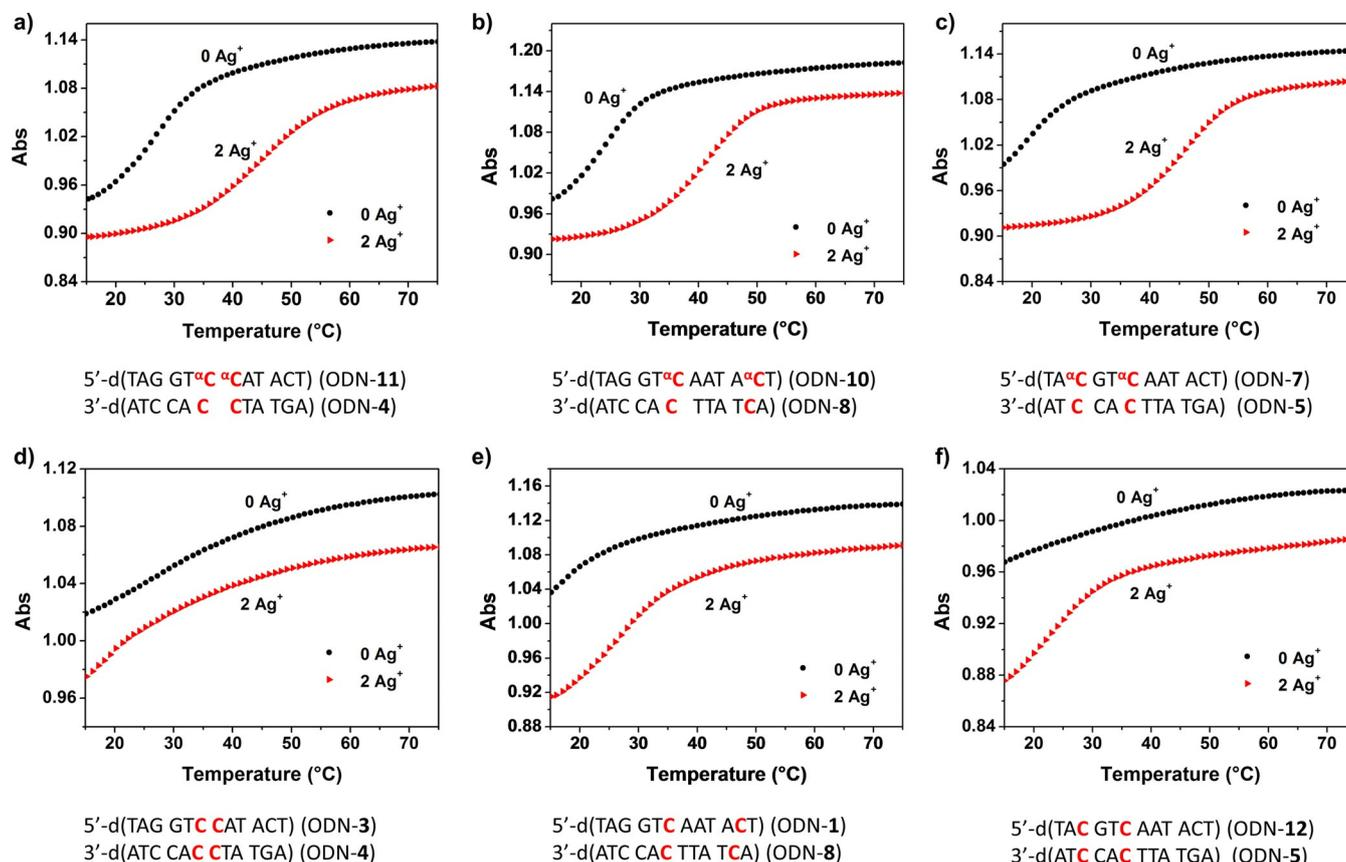 a)
1.14
1.08
1.02
0.96
0.90
0.84
Abs
0 Ag⁺
2 Ag⁺
0 Ag⁺
2 Ag⁺
20 30 40 50 60 70
Temperature (°C)
5’-d(TAG GTᵅC ᵅCAT ACT) (ODN-11)
3’-d(ATC CA C CTA TGA) (ODN-4)
b)
1.20
1.14
1.08
1.02
0.96
0.90
Abs
0 Ag⁺
2 Ag⁺
0 Ag⁺
2 Ag⁺
20 30 40 50 60 70
Temperature (°C)
5’-d(TAG GTᵅC AAT AᵅCT) (ODN-10)
3’-d(ATC CA C TTA TCA) (ODN-8)
c)
1.14
1.08
1.02
0.96
0.90
0.84
Abs
0 Ag⁺
2 Ag⁺
0 Ag⁺
2 Ag⁺
20 30 40 50 60 70
Temperature (°C)
5’-d(TAᵅC GTᵅC AAT ACT) (ODN-7)
3’-d(AT C CA C TTA TGA) (ODN-5)
d)
1.12
1.08
1.04
1.00
0.96
Abs
0 Ag⁺
2 Ag⁺
0 Ag⁺
2 Ag⁺
20 30 40 50 60 70
Temperature (°C)
5’-d(TAG GTC CAT ACT) (ODN-3)
3’-d(ATC CAC CTA TGA) (ODN-4)
e)
1.16
1.12
1.08
1.04
1.00
0.96
0.92
0.88
Abs
0 Ag⁺
2 Ag⁺
0 Ag⁺
2 Ag⁺
20 30 40 50 60 70
Temperature (°C)
5’-d(TAG GTC AAT ACT) (ODN-1)
3’-d(ATC CAC TTA TCA) (ODN-8)
f)
1.04
1.00
0.96
0.92
0.88
0.84
Abs
0 Ag⁺
2 Ag⁺
0 Ag⁺
2 Ag⁺
20 30 40 50 60 70
Temperature (°C)
5’-d(TAC GTC AAT ACT) (ODN-12)
3’-d(ATC CAC TTA TGA) (ODN-5)